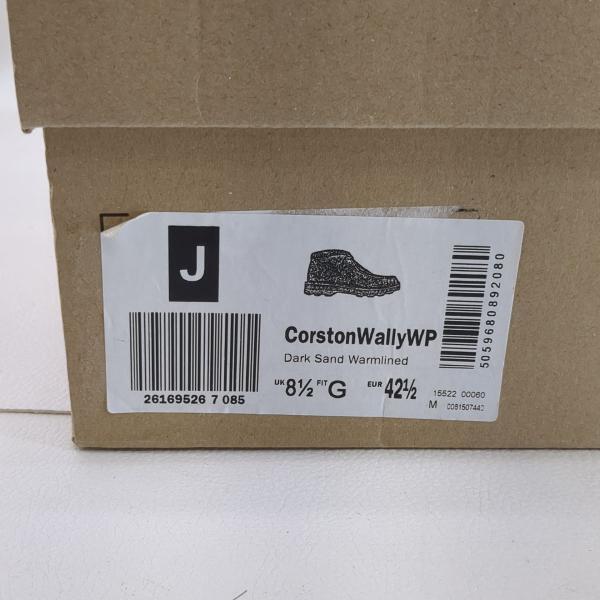 J
CorstonWallyWP
Dark Sand Warmlined
26169526 7 085
UK 8½ FIT G EUR 42½
15522 00060
M 0081507442
5059680892080